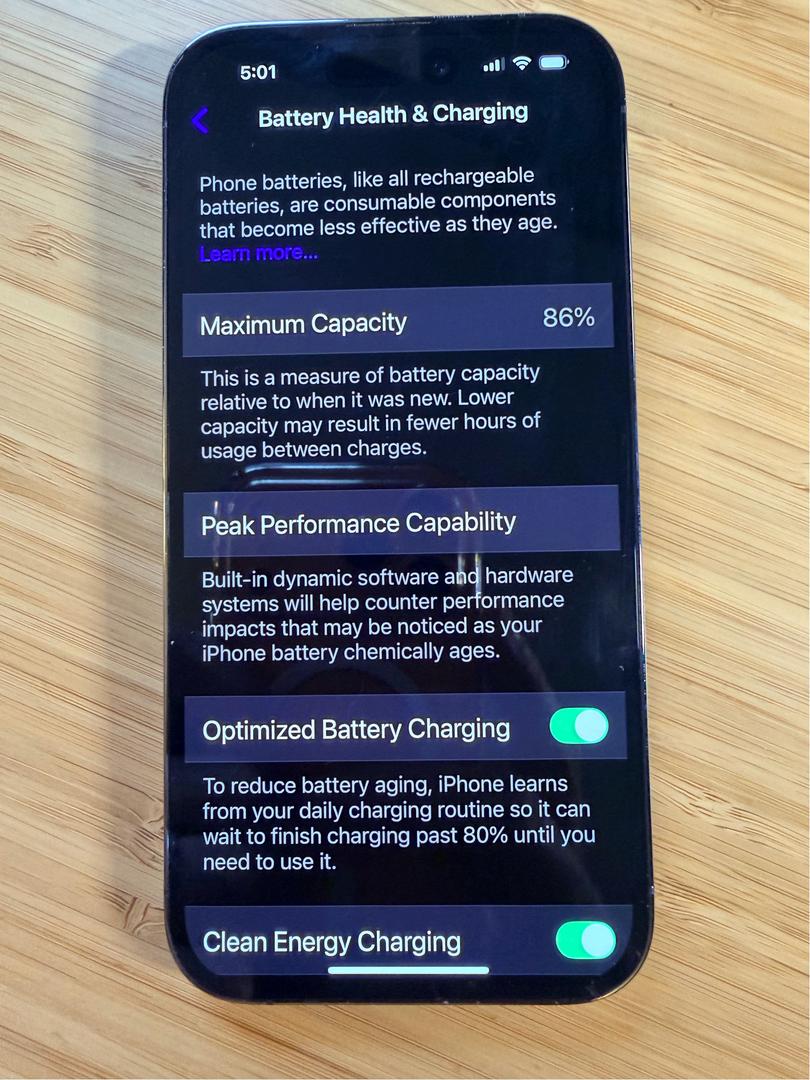 5:01
Battery Health & Charging
Phone batteries, like all rechargeable
batteries, are consumable components
that become less effective as they age.
Learn more...
Maximum Capacity 86%
This is a measure of battery capacity
relative to when it was new. Lower
capacity may result in fewer hours of
usage between charges.
Peak Performance Capability
Built-in dynamic software and hardware
systems will help counter performance
impacts that may be noticed as your
iPhone battery chemically ages.
Optimized Battery Charging
To reduce battery aging, iPhone learns
from your daily charging routine so it can
wait to finish charging past 80% until you
need to use it.
Clean Energy Charging